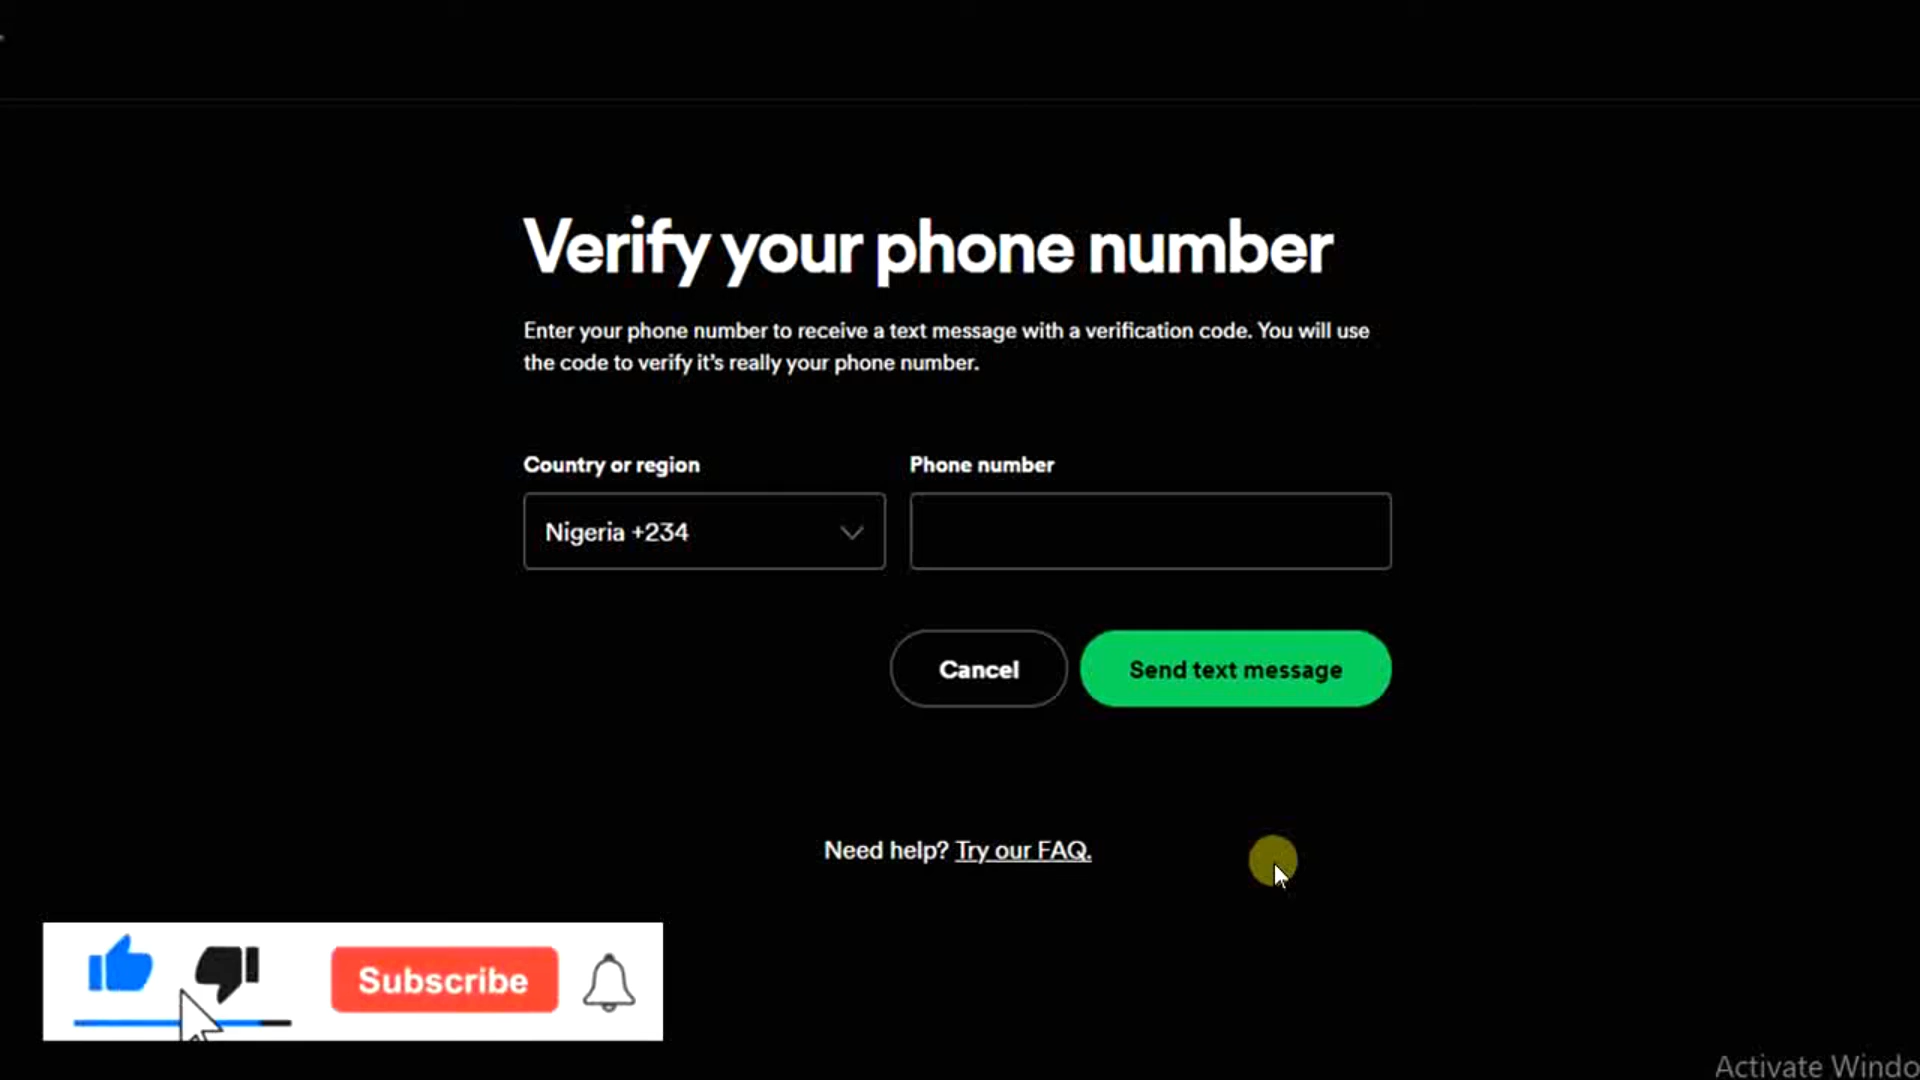 Verify your phone number
Enter your phone number to receive a text message with a verification code. You will use
the code to verify it's really your phone number.
Country or region
Phone number
Nigeria +234
Cancel
Send text message
Need help? Try our FAQ.
Subscribe
Activate Windo